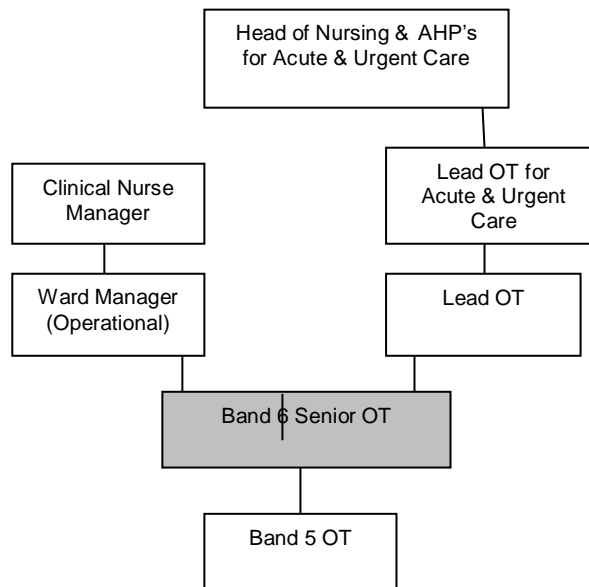 Head of Nursing & AHP's
for Acute & Urgent Care
Clinical Nurse
Manager
Lead OT for
Acute & Urgent
Care
Ward Manager
(Operational)
Lead OT
Band 6 Senior OT
Band 5 OT